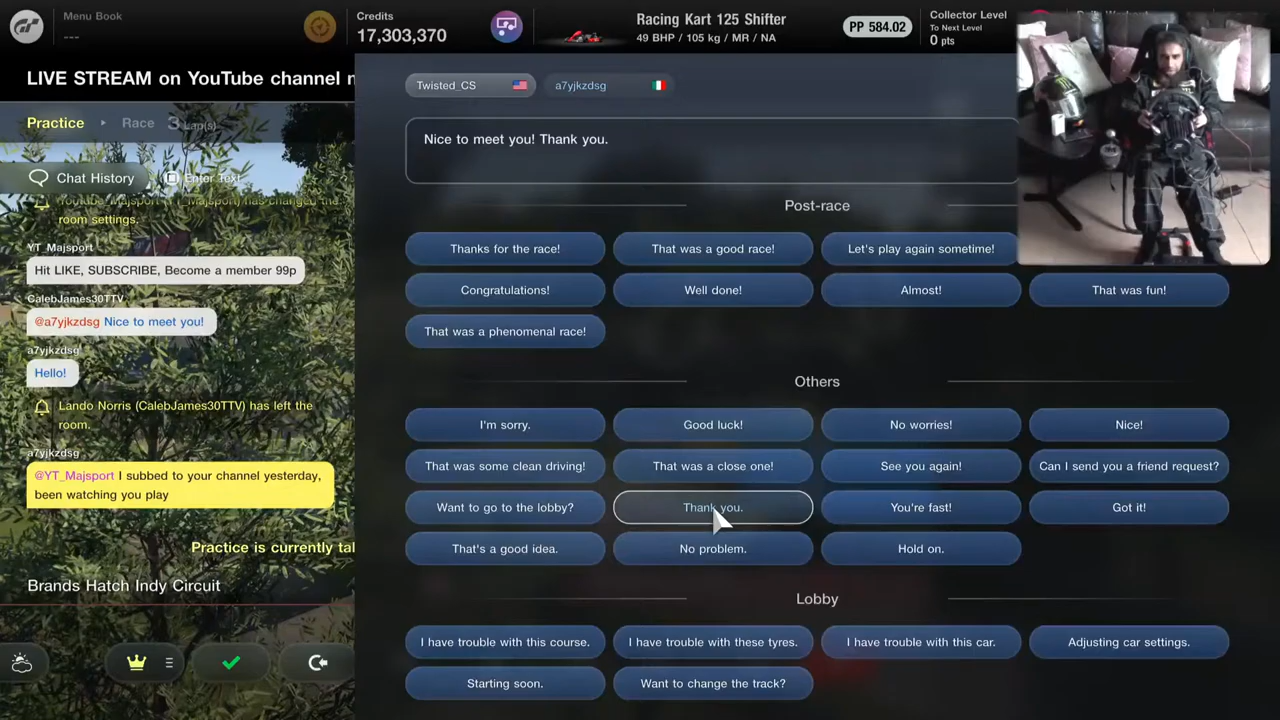 Menu Book
---
Credits
17,303,370
Racing Kart 125 Shifter
49 BHP / 105 kg / MR / NA
PP 584.02
Collector Level
To Next Level
0 pts
LIVE STREAM on YouTube channel
Practice
Race 3 Lap(s)
Chat History
Enter Text
has changed the
room settings.
YT_Majsport
Hit LIKE, SUBSCRIBE, Become a member 99p
CalebJames30TTV
@a7yjkzdsg Nice to meet you!
a7yjkzdsg
Hello!
Lando Norris (CalebJames30TTV) has left the
room.
a7yjkzdsg
@YT_Majsport I subbed to your channel yesterday,
been watching you play
Practice is currently
Brands Hatch Indy Circuit
Twisted_CS
a7yjkzdsg
Nice to meet you! Thank you.
Post-race
Thanks for the race!
That was a good race!
Let's play again sometime!
Congratulations!
Well done!
Almost!
That was fun!
That was a phenomenal race!
Others
I'm sorry.
Good luck!
No worries!
Nice!
That was some clean driving!
That was a close one!
See you again!
Can I send you a friend request?
Want to go to the lobby?
Thank you.
You're fast!
Got it!
That's a good idea.
No problem.
Hold on.
Lobby
I have trouble with this course.
I have trouble with these tyres.
I have trouble with this car.
Adjusting car settings.
Starting soon.
Want to change the track?